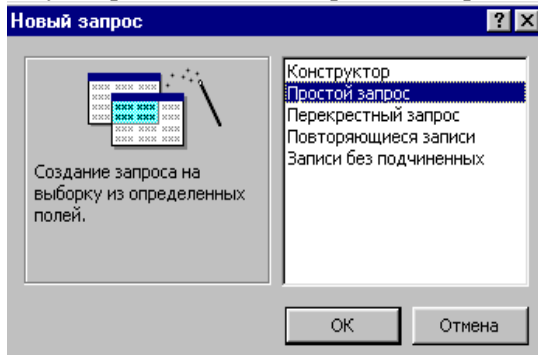 Новый запрос
Создание запроса на
выборку из определенных
полей.
Конструктор
Простой запрос
Перекрестный запрос
Повторяющиеся записи
Записи без подчиненных
ОК
Отмена